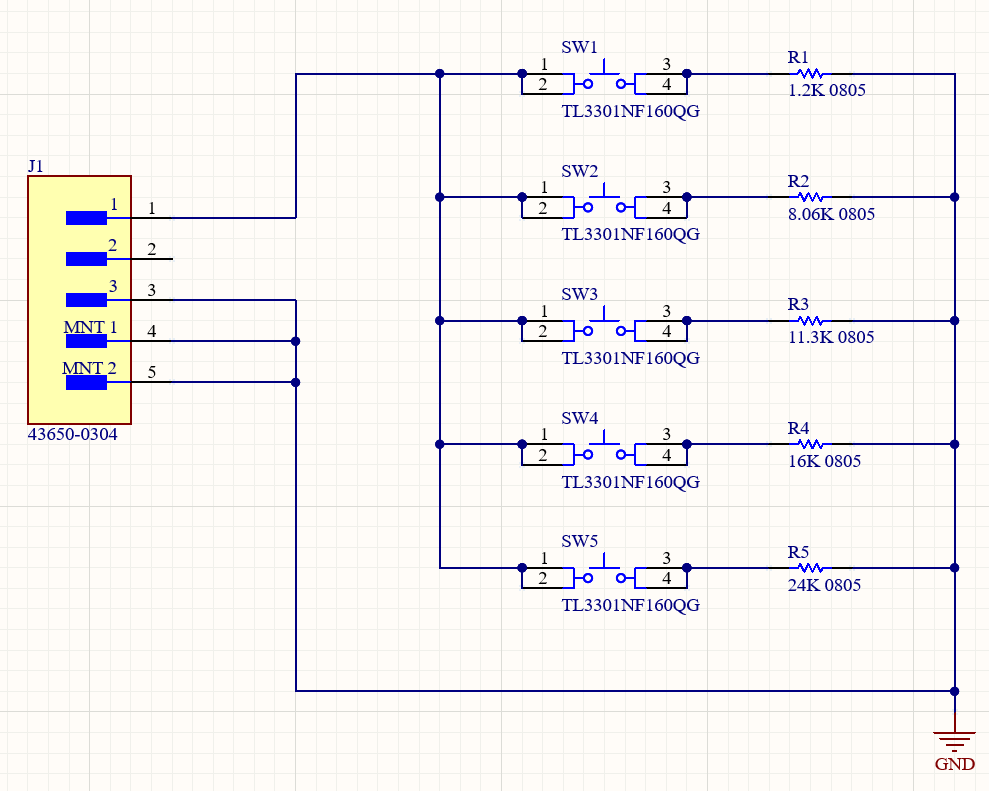 J1
1 1
2 2
3 3
MNT 1 4
MNT 2 5
43650-0304
SW1
1 3
2 4
TL3301NF160QG
R1
1.2K 0805
SW2
1 3
2 4
TL3301NF160QG
R2
8.06K 0805
SW3
1 3
2 4
TL3301NF160QG
R3
11.3K 0805
SW4
1 3
2 4
TL3301NF160QG
R4
16K 0805
SW5
1 3
2 4
TL3301NF160QG
R5
24K 0805
GND